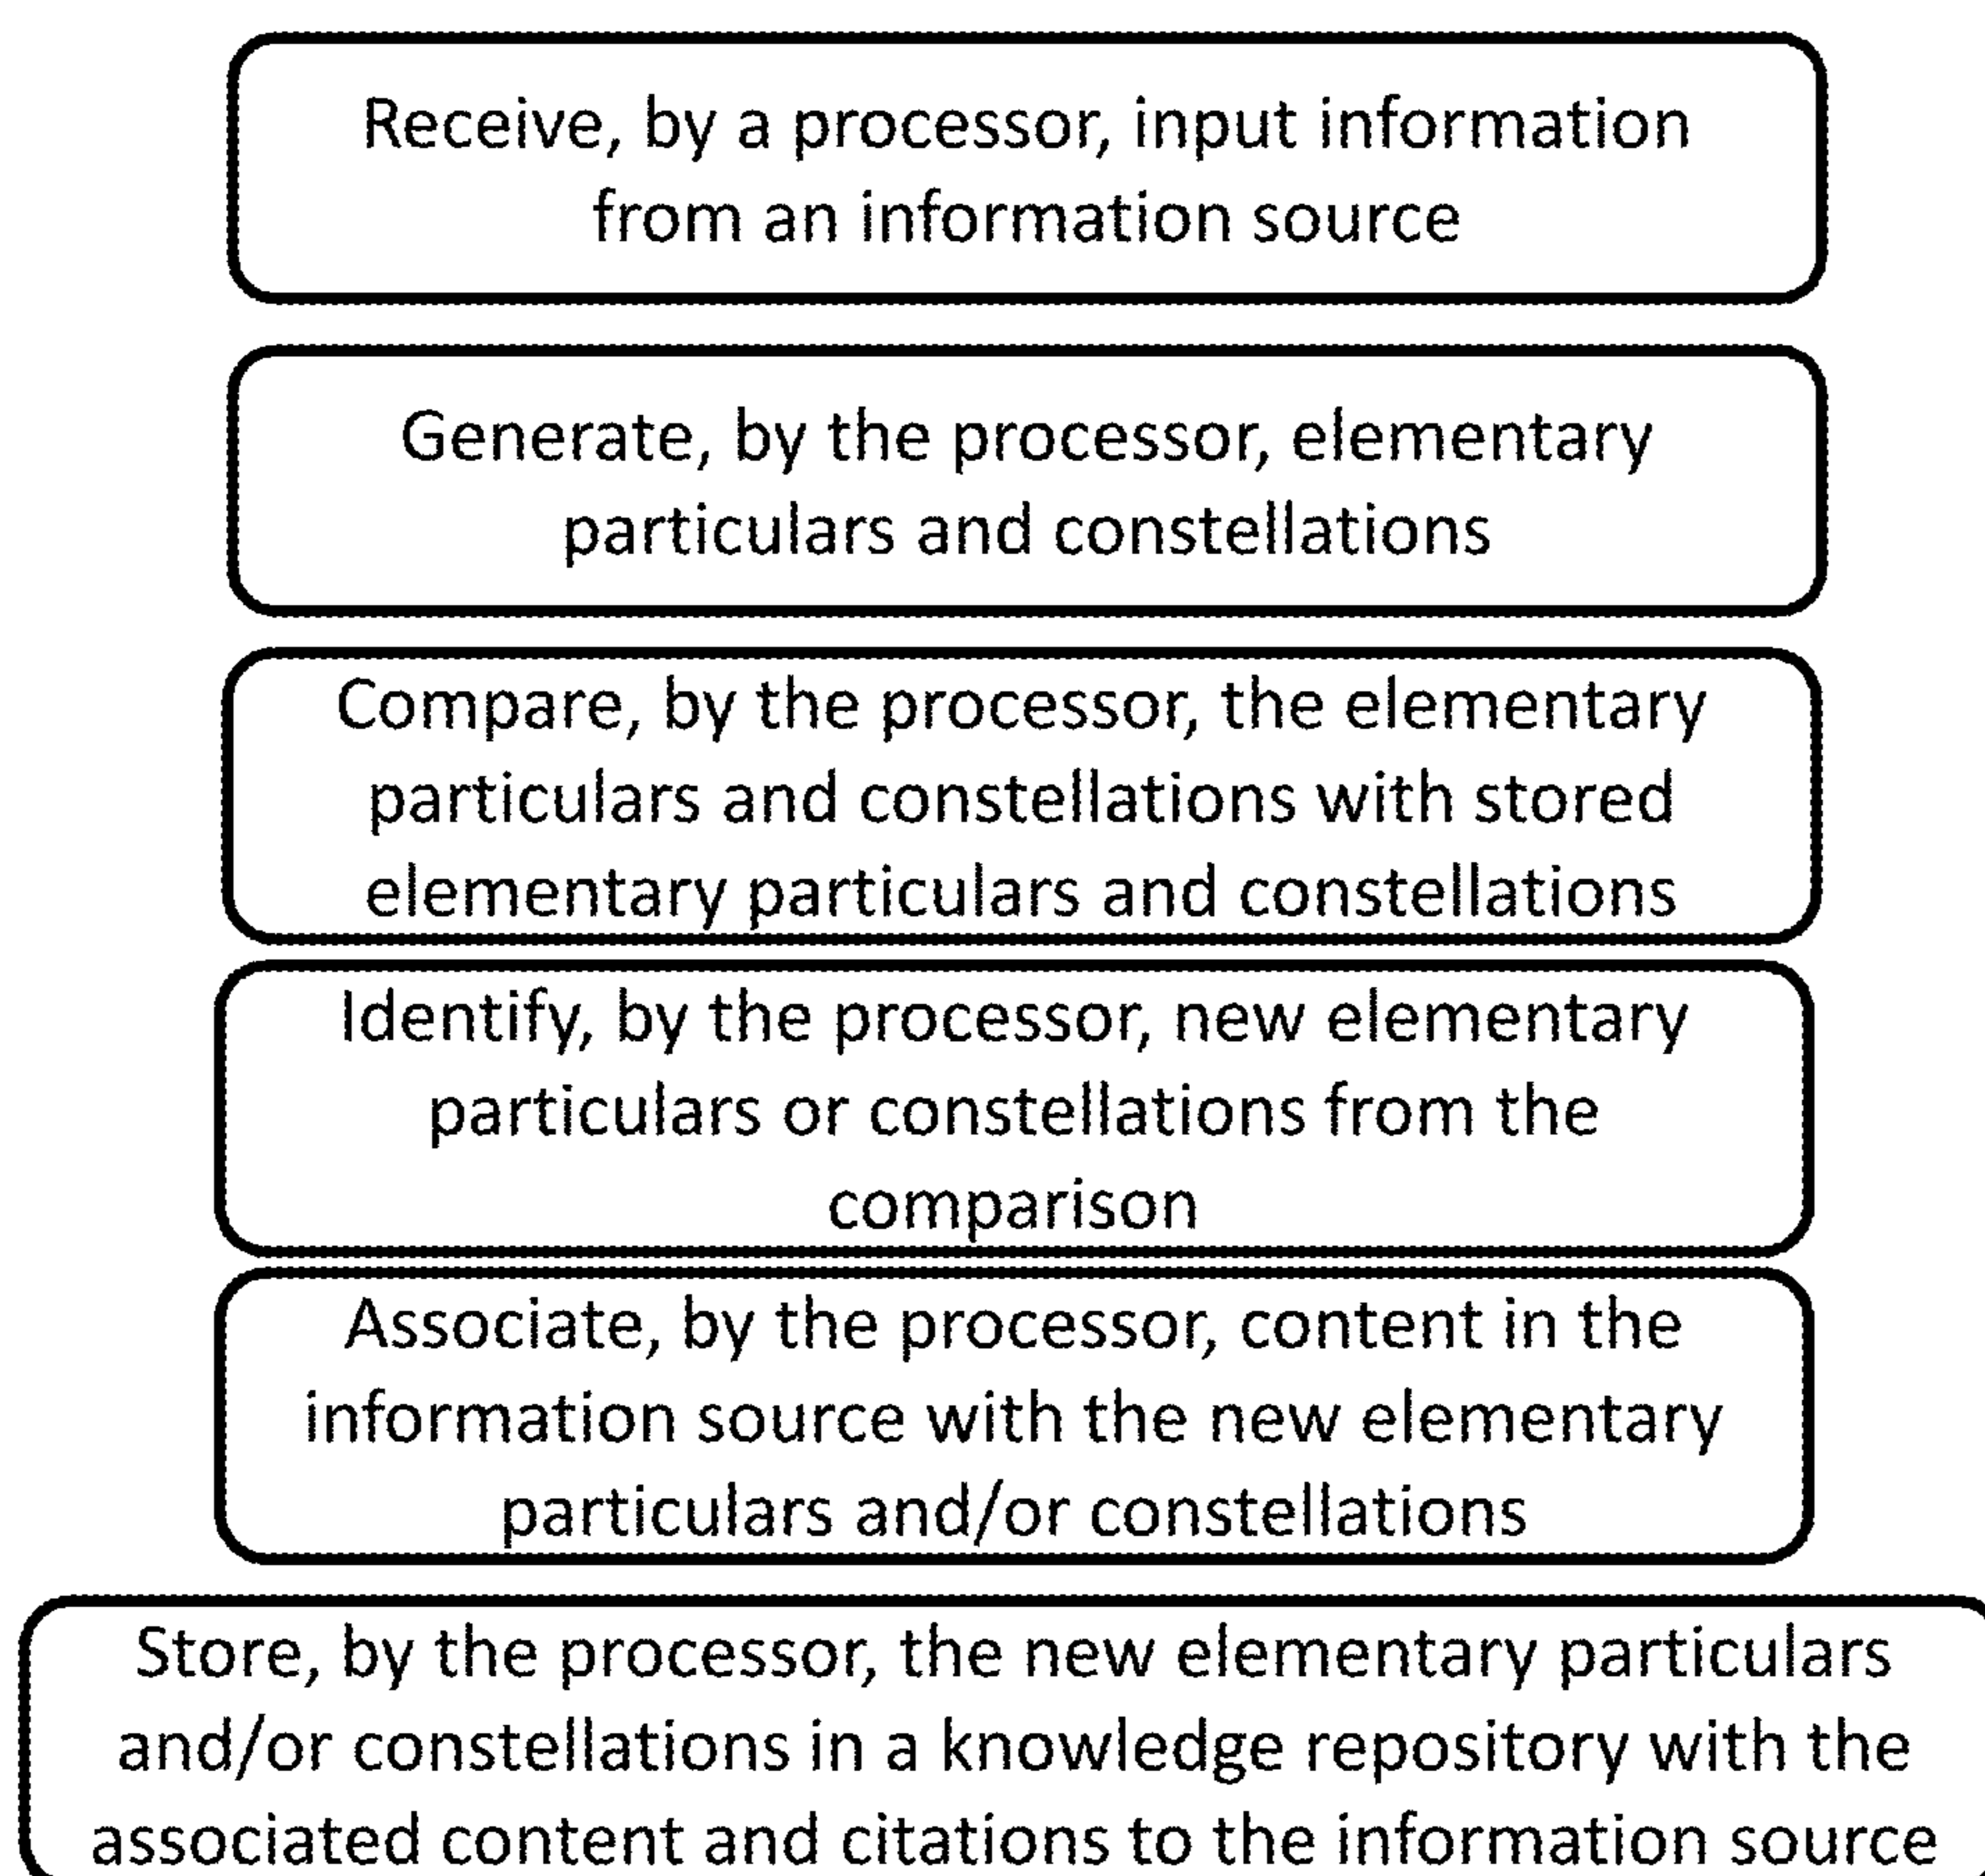 Receive, by a processor, input information
from an information source
Generate, by the processor, elementary
particulars and constellations
Compare, by the processor, the elementary
particulars and constellations with stored
elementary particulars and constellations
Identify, by the processor, new elementary
particulars or constellations from the
comparison
Associate, by the processor, content in the
information source with the new elementary
particulars and/or constellations
Store, by the processor, the new elementary particulars
and/or constellations in a knowledge repository with the
associated content and citations to the information source